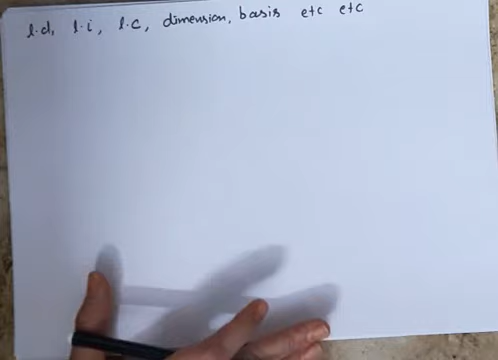 l.d, l.i, l.c, dimension, basis etc etc